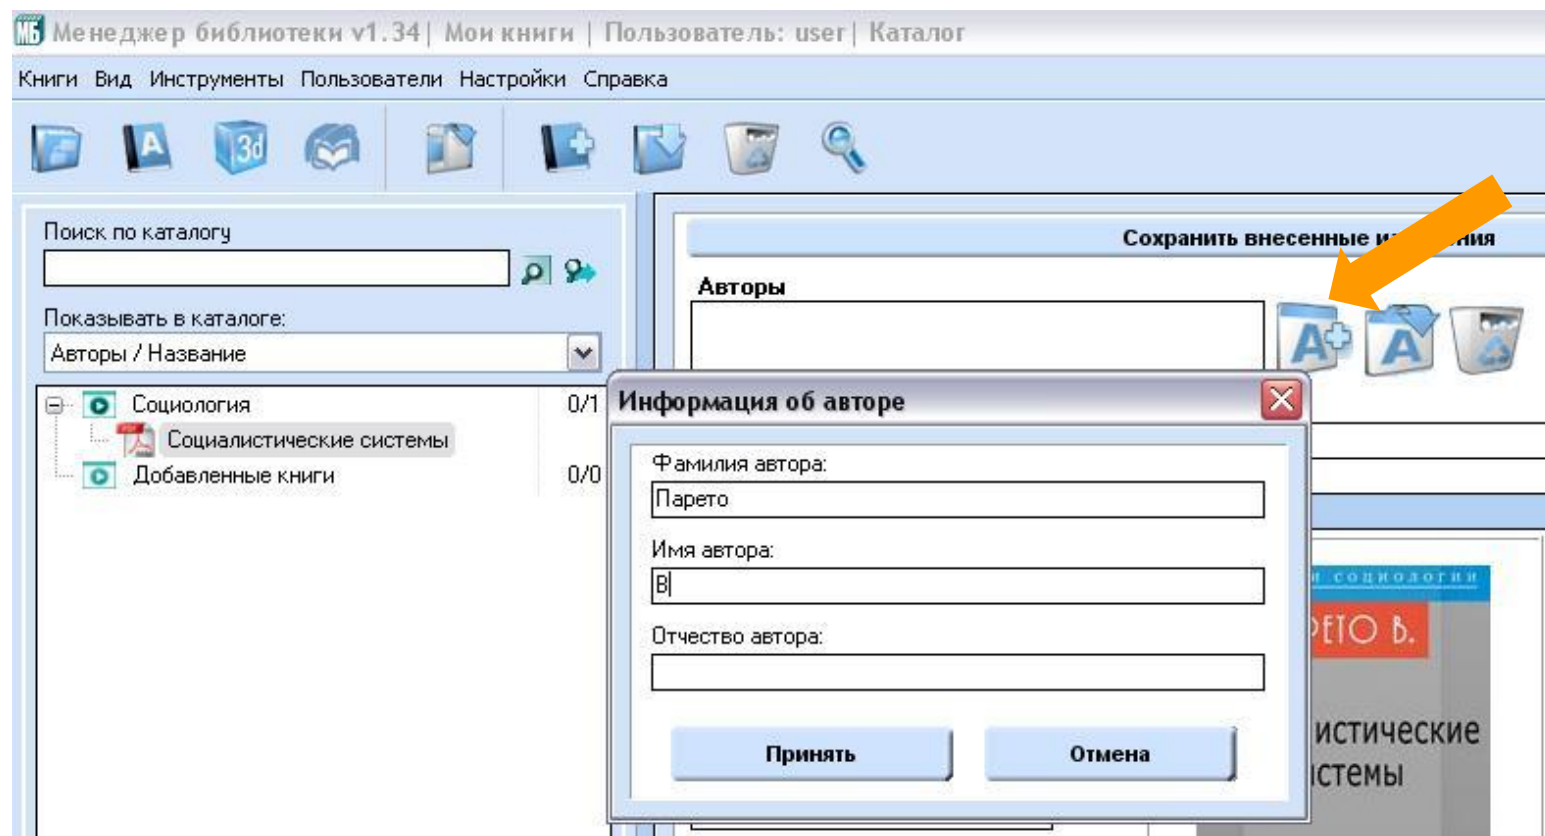 Менеджер библиотеки v1.34| Мои книги | Пользователь: user| Каталог
Книги Вид Инструменты Пользователи Настройки Справка
Поиск по каталогу
Показывать в каталоге:
Авторы / Название
Социология 0/1
Социалистические системы
Добавленные книги 0/0
Сохранить внесенные
Авторы
Информация об авторе
Фамилия автора:
Парето
Имя автора:
В
Отчество автора:
Принять Отмена
и социологии
РЕТО В.
истические
стемы